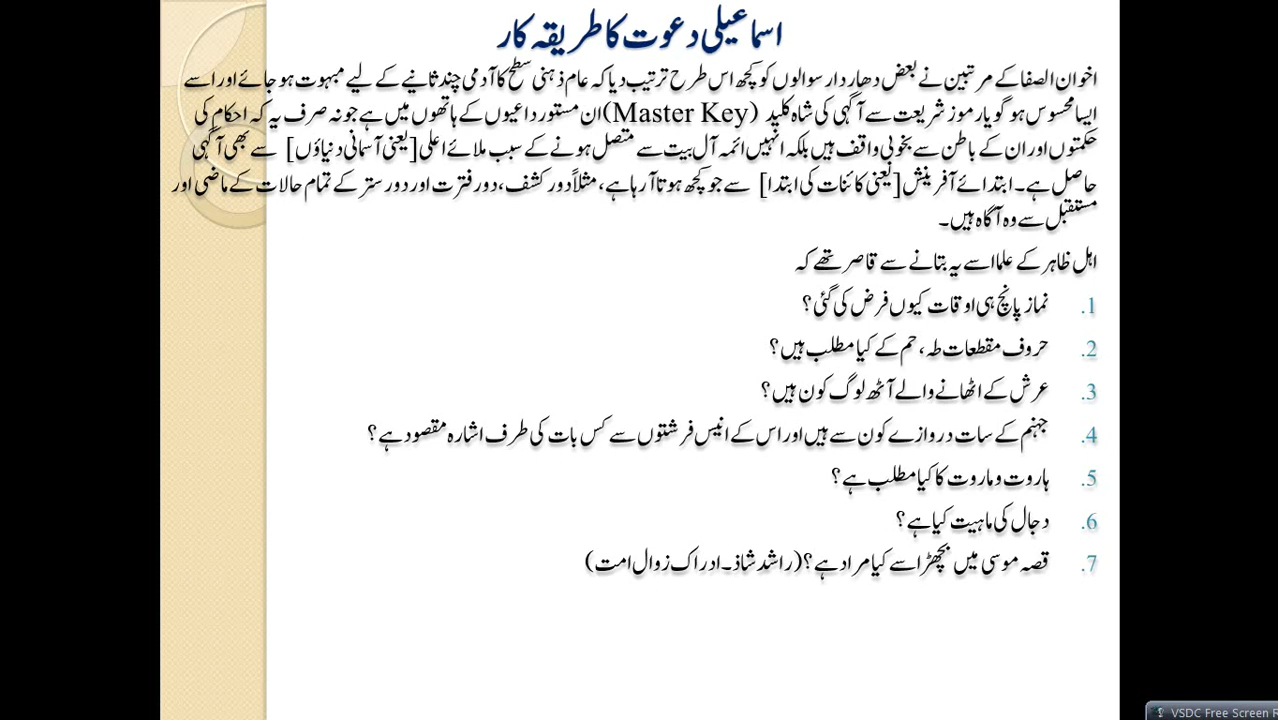 اسماعیلی دعوت کا طریقہ کار
اخوان الصفا کے مرتبین نے بعض دھاردار سوالوں کو کچھ اس طرح ترتیب دیا کہ عام ذہنی سطح کا آدمی چند ثانیے کے لیے مبہوت ہو جائے اور اسے
ایسا محسوس ہو گویا رموز شریعت سے آگہی کی شاہ کلید (Master Key) ان مستور داعیوں کے ہاتھوں میں ہے جو نہ صرف یہ کہ احکام کی
حکمتوں اور ان کے باطن سے بخوبی واقف ہیں بلکہ انہیں ائمہ آل بیت سے متصل ہونے کے سبب ملائے اعلی [یعنی آسمانی دنیاؤں] سے بھی آگہی
حاصل ہے۔ ابتدائے آفرینش [یعنی کائنات کی ابتدا] سے جو کچھ ہوتا آ رہا ہے، مثلاً دور کشف، دور فترت اور دور ستر کے تمام حالات کے ماضی اور
مستقبل سے وہ آگاہ ہیں۔
اہل ظاہر کے علما اسے یہ بتانے سے قاصر تھے کہ
1. نماز پانچ ہی اوقات کیوں فرض کی گئی؟
2. حروف مقطعات طہ، حم کے کیا مطلب ہیں؟
3. عرش کے اٹھانے والے آٹھ لوگ کون ہیں؟
4. جہنم کے سات دروازے کون سے ہیں اور اس کے انیس فرشتوں سے کس بات کی طرف اشارہ مقصود ہے؟
5. ہاروت و ماروت کا کیا مطلب ہے؟
6. دجال کی ماہیت کیا ہے؟
7. قصہ موسی میں بچھڑا سے کیا مراد ہے؟ (راشد شاذ۔ ادراک زوال امت)
VSDC Free Screen R